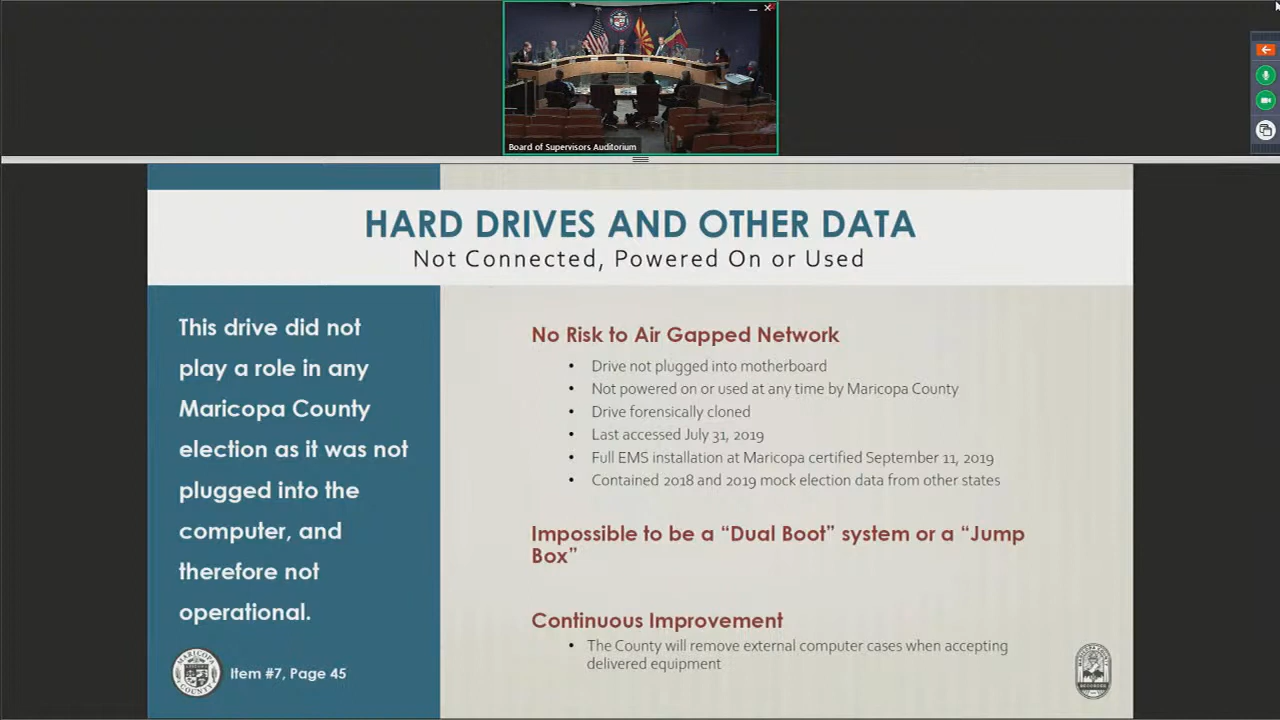 Board of Supervisors Auditorium
HARD DRIVES AND OTHER DATA
Not Connected, Powered On or Used
This drive did not
play a role in any
Maricopa County
election as it was not
plugged into the
computer, and
therefore not
operational.
MARICOPA
COUNTY
Item #7, Page 45
No Risk to Air Gapped Network
• Drive not plugged into motherboard
• Not powered on or used at any time by Maricopa County
• Drive forensically cloned
• Last accessed July 31, 2019
• Full EMS installation at Maricopa certified September 11, 2019
• Contained 2018 and 2019 mock election data from other states
Impossible to be a “Dual Boot” system or a “Jump
Box”
Continuous Improvement
• The County will remove external computer cases when accepting
delivered equipment